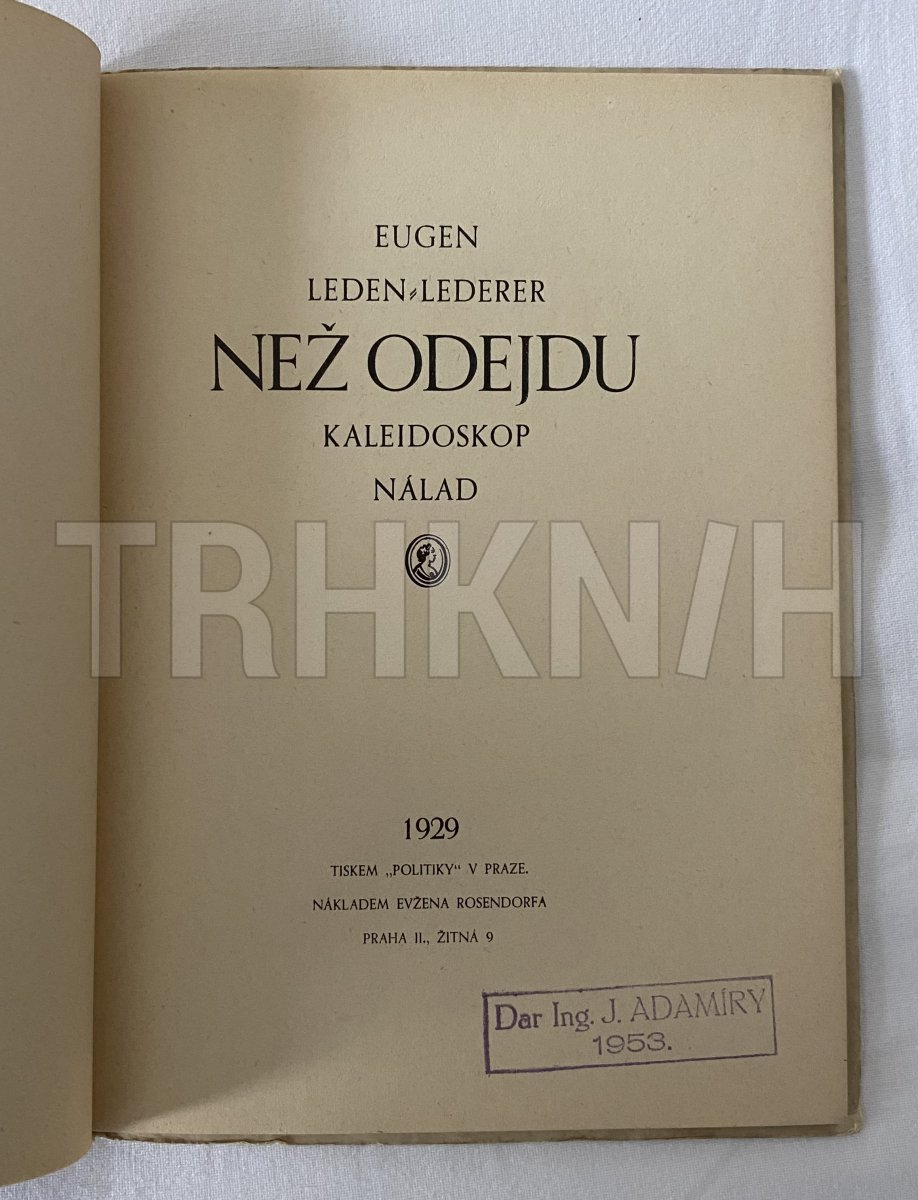 EUGEN
LEDEN=LEDERER
NEŽ ODEJDU
KALEIDOSKOP
NÁLAD
TRHKNIH
1929
TISKEM „POLITIKY“ V PRAZE.
NÁKLADEM EVŽENA ROSENDORFA
PRAHA II., ŽITNÁ 9
Dar Ing. J. ADAMÍRY
1953.